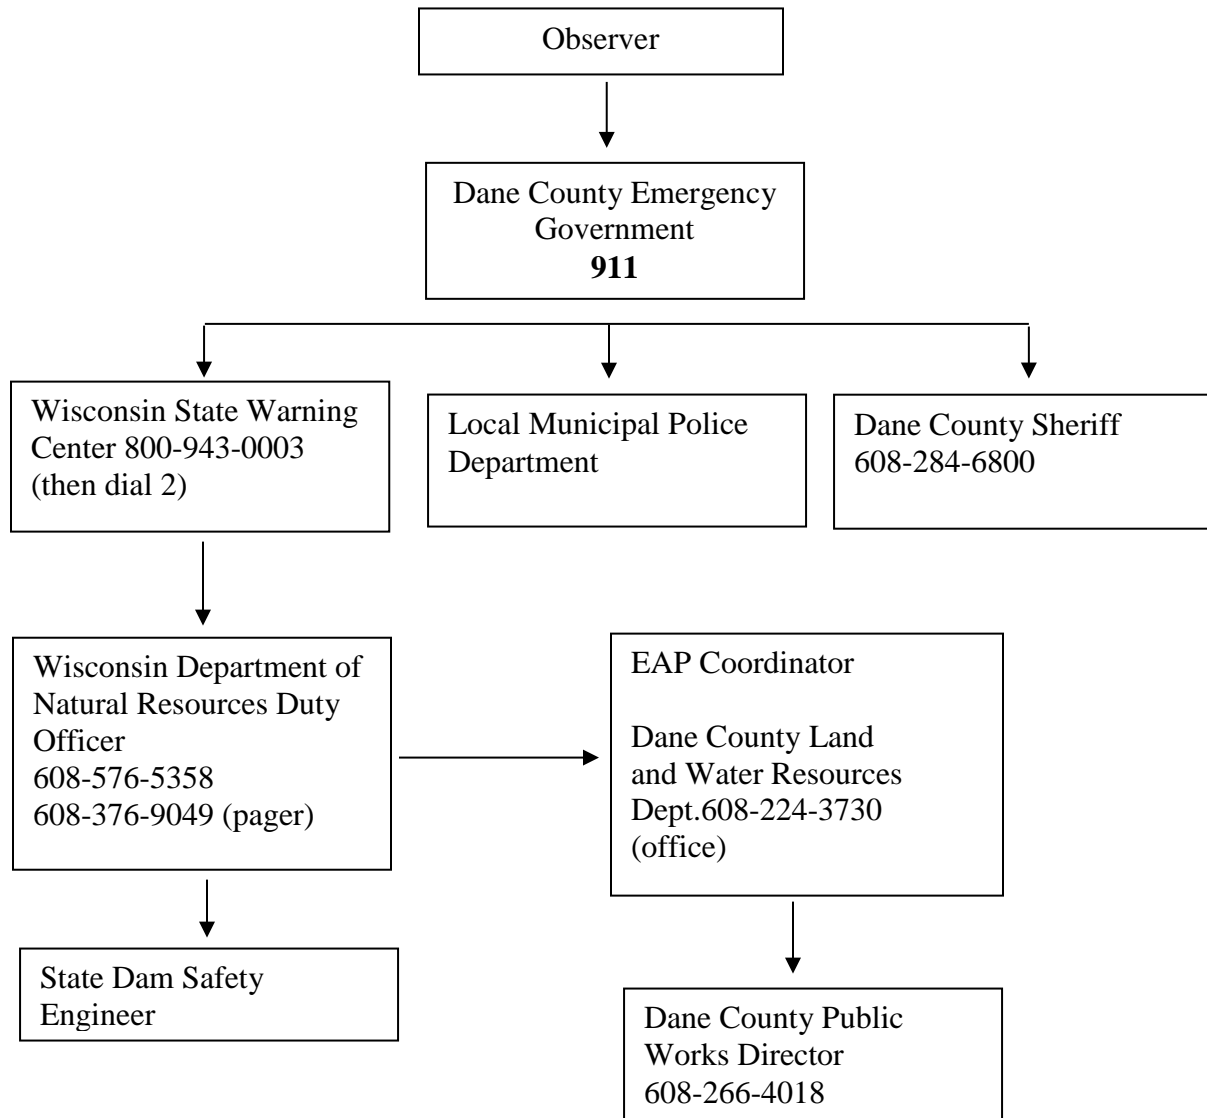 Observer
Dane County Emergency
Government
911
Wisconsin State Warning
Center 800-943-0003
(then dial 2)
Local Municipal Police
Department
Dane County Sheriff
608-284-6800
Wisconsin Department of
Natural Resources Duty
Officer
608-576-5358
608-376-9049 (pager)
EAP Coordinator
Dane County Land
and Water Resources
Dept.608-224-3730
(office)
State Dam Safety
Engineer
Dane County Public
Works Director
608-266-4018